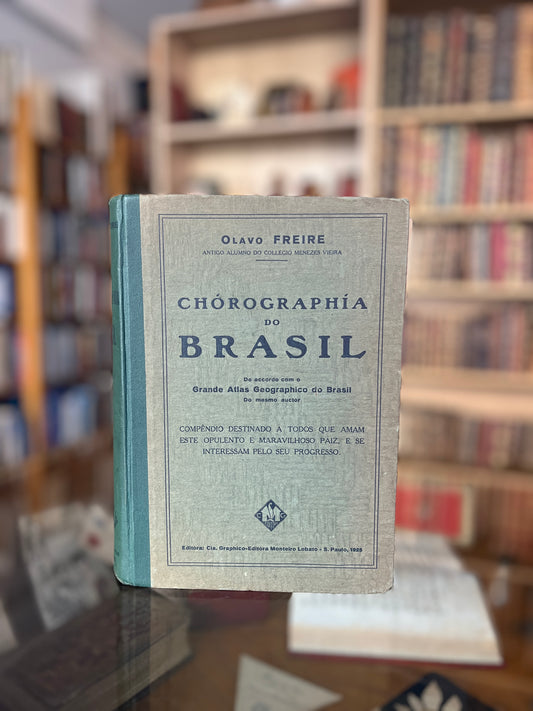 OLAVO FREIRE
ANTIGO ALUMNO DO COLLEGIO MENEZES VIEIRA
CHÓROGRAPHÍA
DO
BRASIL
De accordo com o
Grande Atlas Geographico do Brasil
Do mesmo auctor
COMPÊNDIO DESTINADO A TODOS QUE AMAM
ESTE OPULENTO E MARAVILHOSO PAIZ, E SE
INTERESSAM PELO SEU PROGRESSO.
Editora: Cia. Graphico-Editora Monteiro Lobato - S. Paulo, 1925